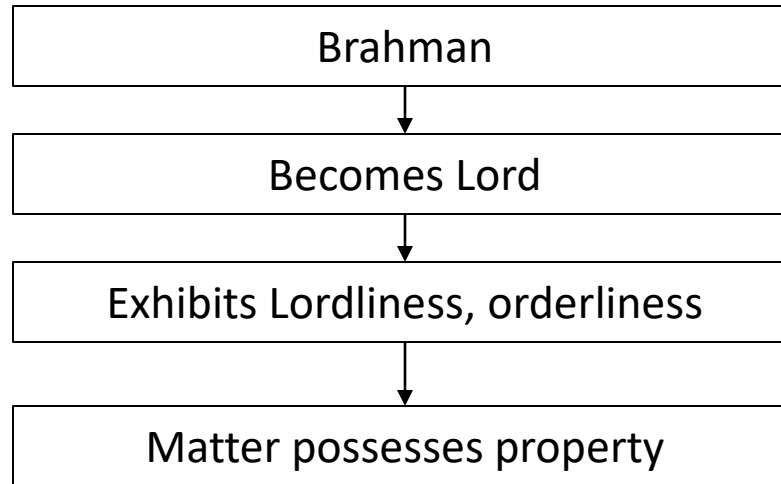 Brahman
Becomes Lord
Exhibits Lordliness, orderliness
Matter possesses property